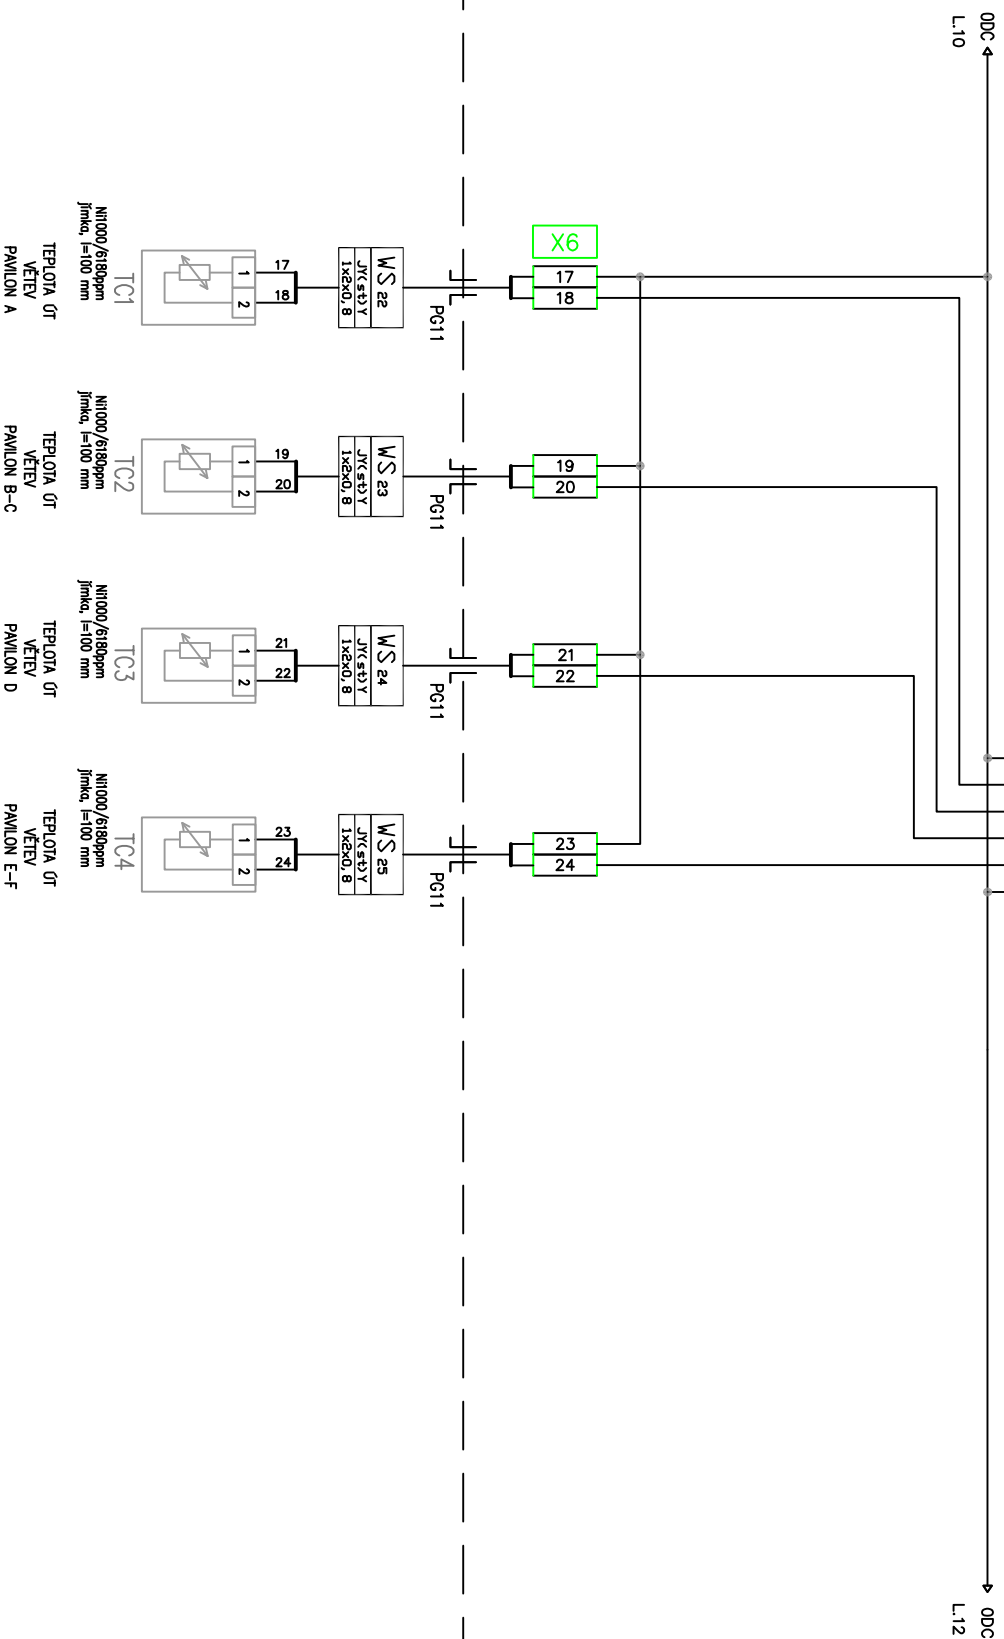 0DC
L.10
X6
17
18
PG11
WS 22
JY(st)Y
1x2x0,8
17
18
1
2
TC1
Ni1000/6180ppm
jímka, l=100 mm
TEPLOTA ÚT
VĚTEV
PAVILON A
19
20
PG11
WS 23
JY(st)Y
1x2x0,8
19
20
1
2
TC2
Ni1000/6180ppm
jímka, l=100 mm
TEPLOTA ÚT
VĚTEV
PAVILON B-C
21
22
PG11
WS 24
JY(st)Y
1x2x0,8
21
22
1
2
TC3
Ni1000/6180ppm
jímka, l=100 mm
TEPLOTA ÚT
VĚTEV
PAVILON D
23
24
PG11
WS 25
JY(st)Y
1x2x0,8
23
24
1
2
TC4
Ni1000/6180ppm
jímka, l=100 mm
TEPLOTA ÚT
VĚTEV
PAVILON E-F
0DC
L.12